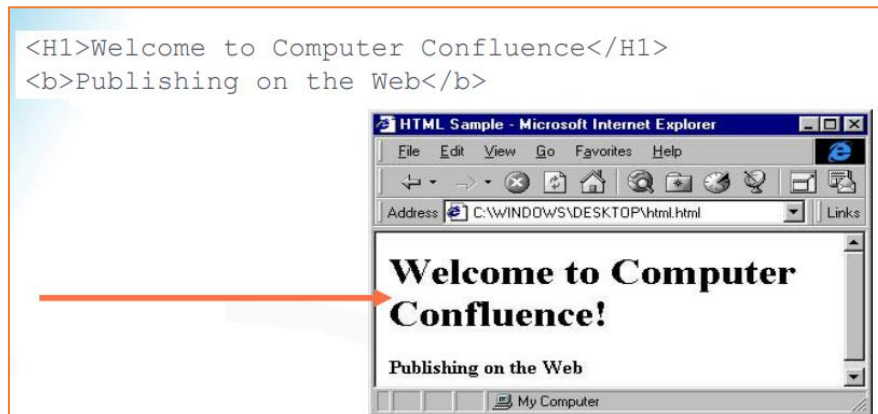 <H1>Welcome to Computer Confluence</H1>
<b>Publishing on the Web</b>
HTML Sample - Microsoft Internet Explorer
File Edit View Go Favorites Help
Address C:\WINDOWS\DESKTOP\html.html Links
Welcome to Computer
Confluence!
Publishing on the Web
My Computer